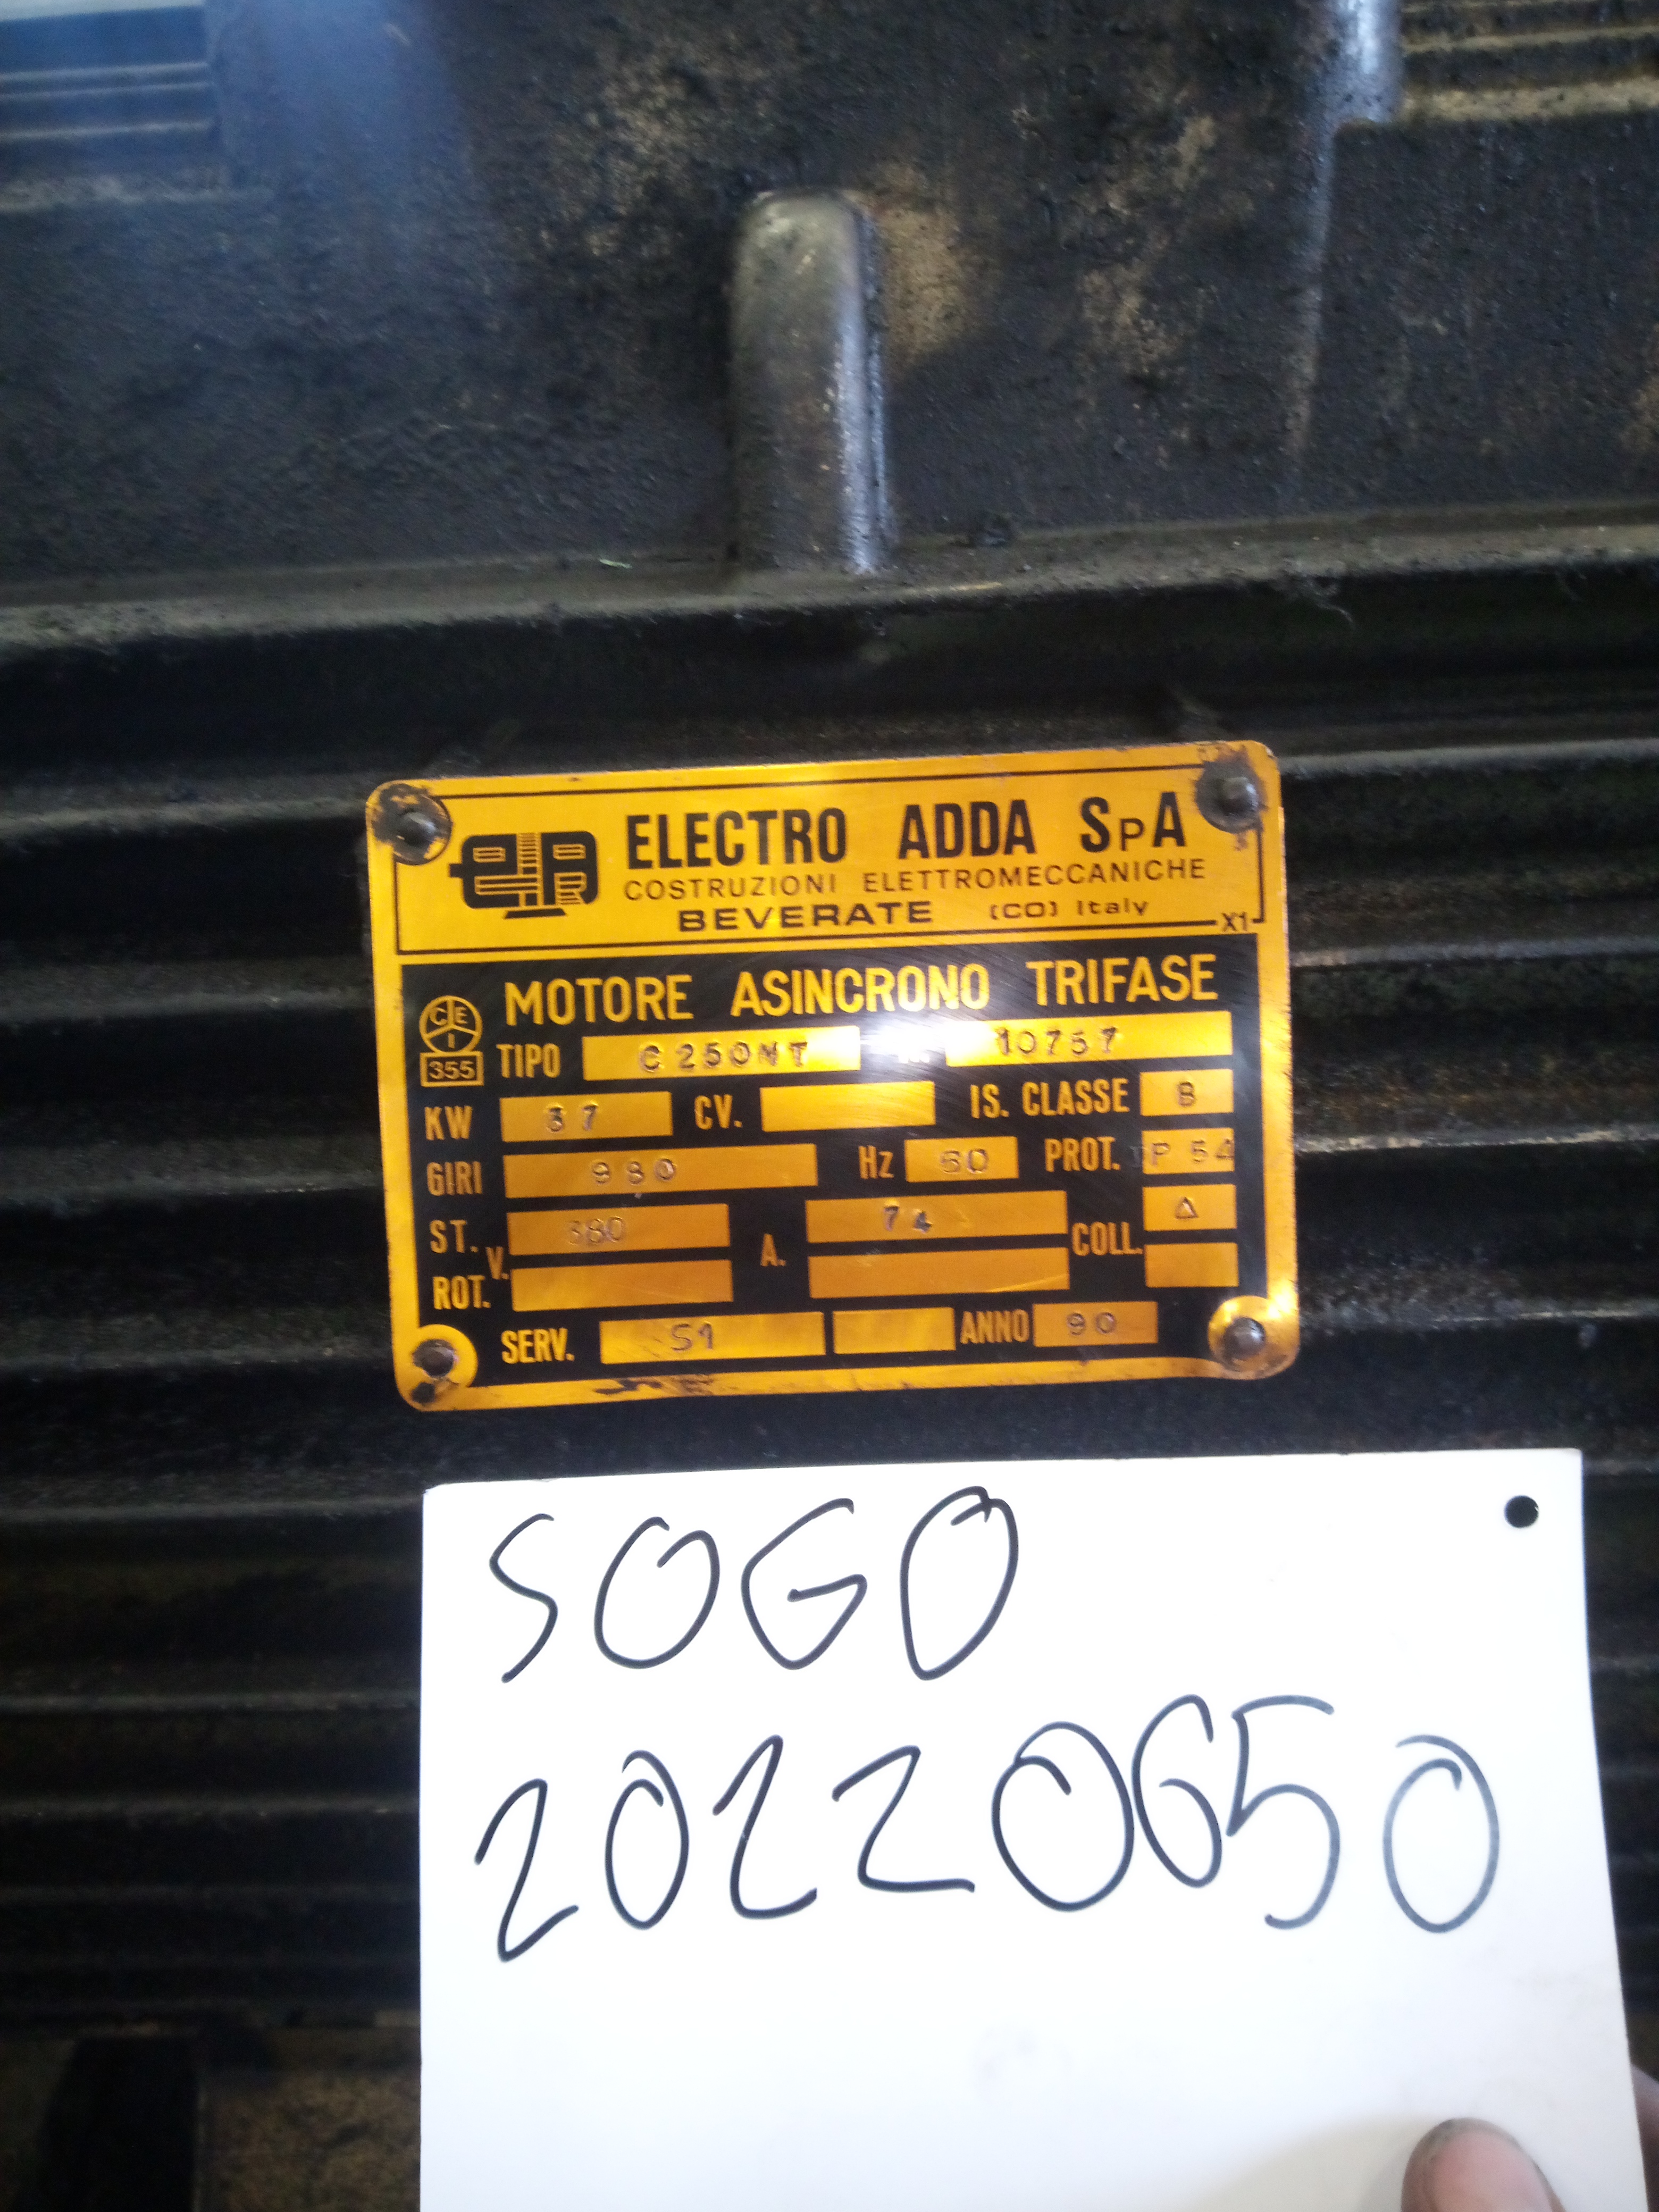 ELECTRO ADDA SpA
COSTRUZIONI ELETTROMECCANICHE
BEVERATE (CO) Italy
X1
MOTORE ASINCRONO TRIFASE
CEI
355
TIPO C 250MT 10757
KW 37 CV. IS. CLASSE B
GIRI 980 Hz 50 PROT. IP 54
ST. V. 380 A. 74 COLL. Δ
ROT.
SERV. S1 ANNO 90
SOGO
20220650